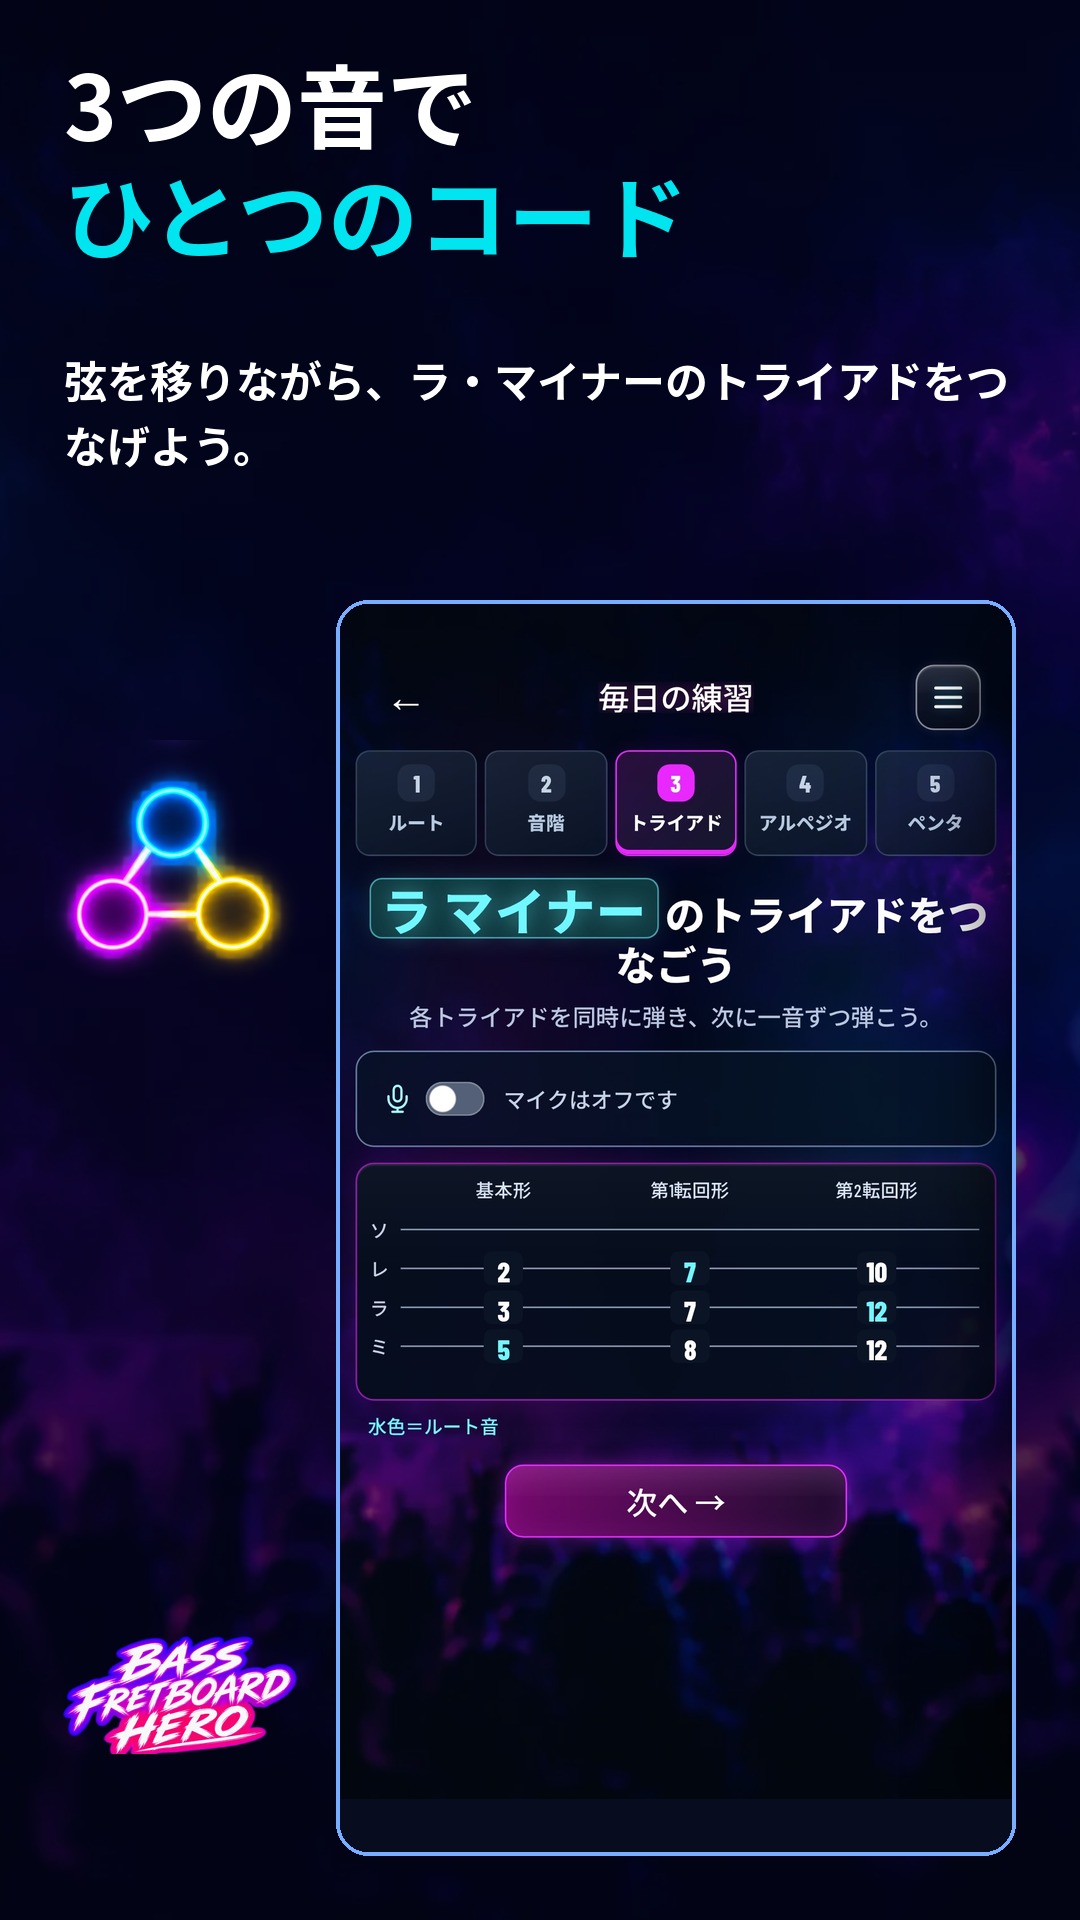 3つの音で
ひとつのコード
弦を移りながら、ラ・マイナーのトライアドをつ
なげよう。
← 毎日の練習
1 2 3 4 5
ルート 音階 トライアド アルペジオ ペンタ
ラ マイナー のトライアドをつ
なごう
各トライアドを同時に弾き、次に一音ずつ弾こう。
マイクはオフです
基本形 第1転回形 第2転回形
ソ
レ 2 7 10
ラ 3 7 12
ミ 5 8 12
水色=ルート音
次へ →
BASS
FRETBOARD
HERO